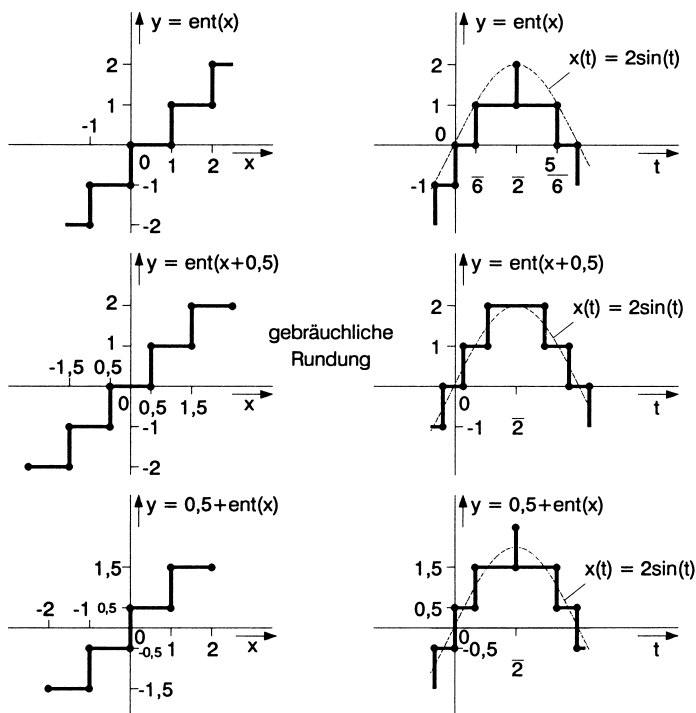 y = ent(x)
2
1
-1
0 1 2 x
-1
-2
y = ent(x)
x(t) = 2sin(t)
2
1
0
-1
6 2 5/6 t
y = ent(x+0,5)
2
1
-1,5 0,5
0 0,5 1,5 x
-1
-2
gebräuchliche
Rundung
y = ent(x+0,5)
x(t) = 2sin(t)
2
1
0
-1 2 t
y = 0,5+ent(x)
1,5
-2 -1 0,5
0
-0,5 1 2 x
-1,5
y = 0,5+ent(x)
1,5
x(t) = 2sin(t)
0,5
0
-0,5 2 t